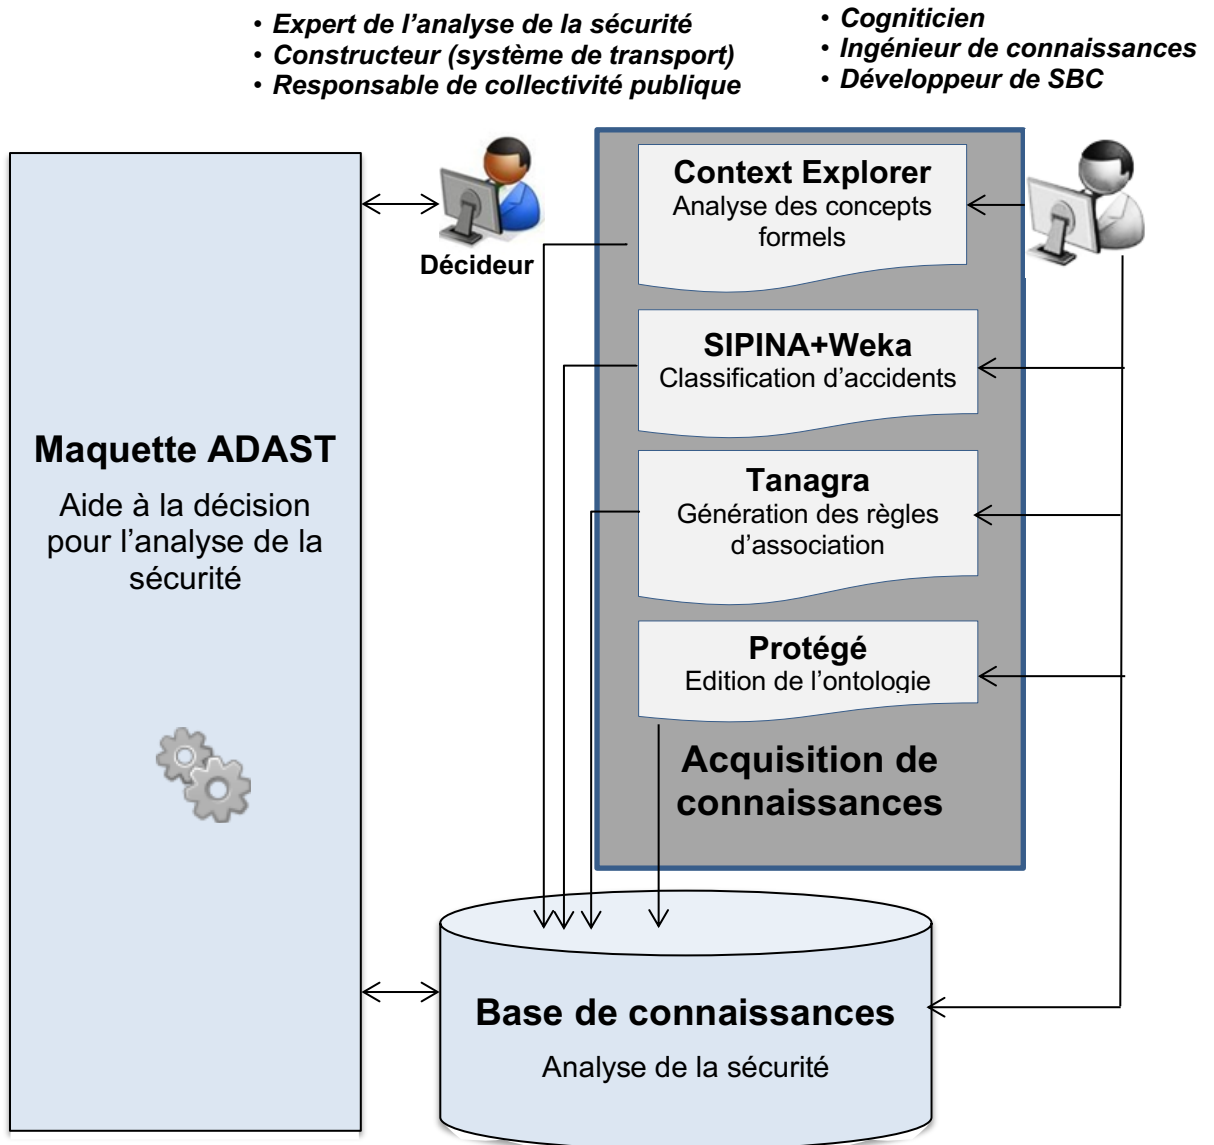 • Expert de l’analyse de la sécurité
• Constructeur (système de transport)
• Responsable de collectivité publique
• Cogniticien
• Ingénieur de connaissances
• Développeur de SBC
Décideur
Maquette ADAST
Aide à la décision
pour l’analyse de la
sécurité
Context Explorer
Analyse des concepts
formels
SIPINA+Weka
Classification d’accidents
Tanagra
Génération des règles
d’association
Protégé
Edition de l’ontologie
Acquisition de
connaissances
Base de connaissances
Analyse de la sécurité